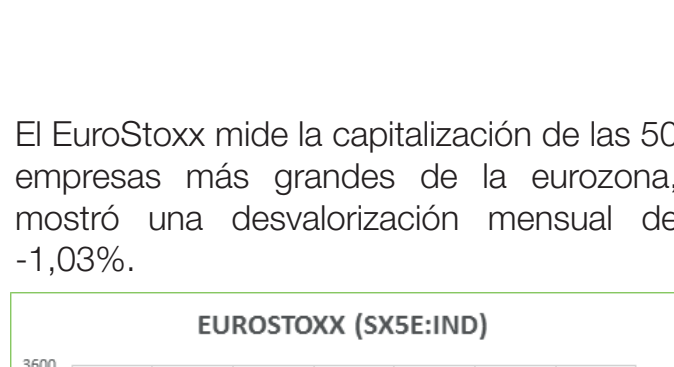 El EuroStoxx mide la capitalización de las 50
empresas más grandes de la eurozona,
mostró una desvalorización mensual de
-1,03%.
EUROSTOXX (SX5E:IND)
3600